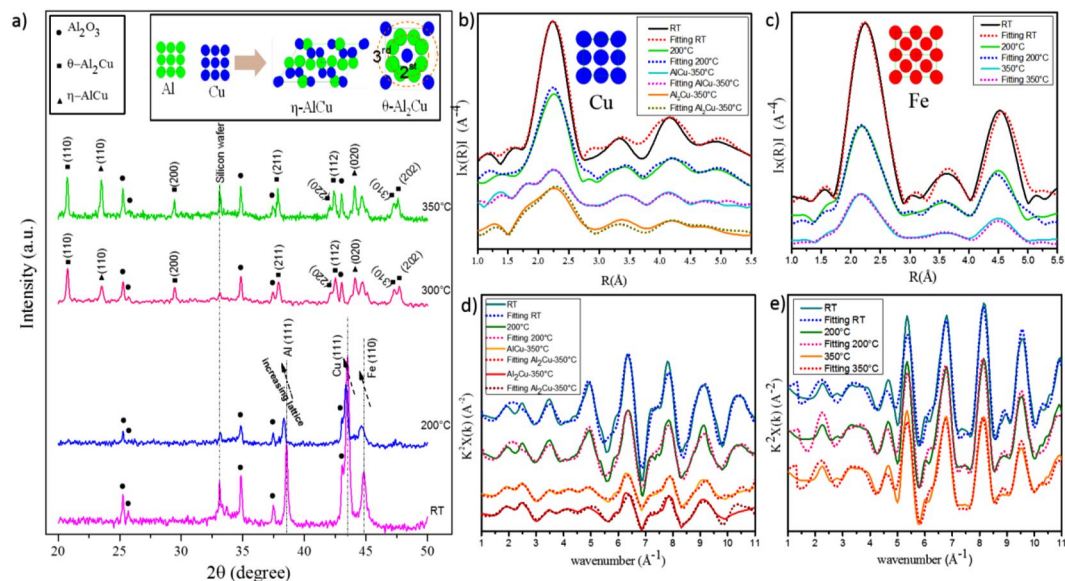 a)
● Al2O3
■ θ–Al2Cu
▲ η-AlCu
Al
Cu
η-AlCu
3rd
2st
θ-Al2Cu
(110)
(110)
(200)
Silicon wafer
(211)
(220)
(112)
(020)
(310)
(202)
350°C
(110)
(110)
(200)
(211)
(220)
(112)
(020)
(310)
(202)
300°C
Increasing lattice
Al (111)
Cu (111)
Fe (110)
200°C
RT
Intensity (a.u.)
20 25 30 35 40 45 50
2θ (degree)
b)
RT
Fitting RT
200°C
Fitting 200°C
AlCu-350°C
Fitting AlCu-350°C
Al2Cu-350°C
Fitting Al2Cu-350°C
Cu
Iχ(R)I (A⁻⁴)
1.0 1.5 2.0 2.5 3.0 3.5 4.0 4.5 5.0 5.5
R(Å)
c)
RT
Fitting RT
200°C
Fitting 200°C
350°C
Fitting 350°C
Fe
Iχ(R)I (A⁻⁴)
1.0 1.5 2.0 2.5 3.0 3.5 4.0 4.5 5.0 5.5
R(Å)
d)
RT
Fitting RT
200°C
Fitting 200°C
AlCu-350°C
Fitting Al2Cu-350°C
Al2Cu-350°C
Fitting Al2Cu-350°C
K²X(k) (A⁻²)
1 2 3 4 5 6 7 8 9 10 11
wavenumber (Å⁻¹)
e)
RT
Fitting RT
200°C
Fitting 200°C
350°C
Fitting 350°C
K²X(k) (A⁻²)
1 2 3 4 5 6 7 8 9 10 11
wavenumber (Å⁻¹)